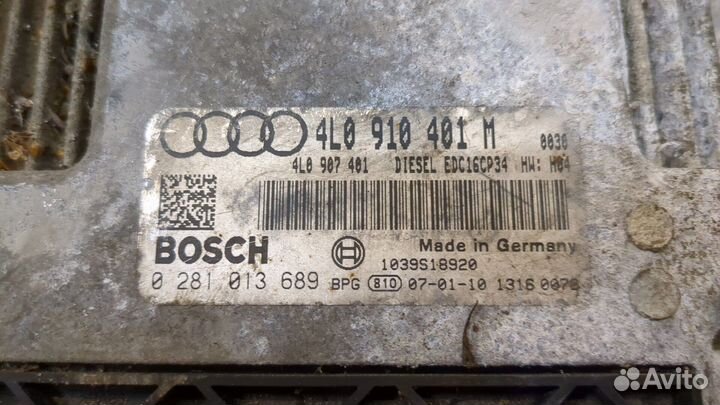 4L0 910 401 M 0030
4L0 907 401 DIESEL EDC16CP34 HW: H04
BOSCH Made in Germany
1039S18920
0 281 013 689 BPG 810 07-01-10 1316 0078
Avito